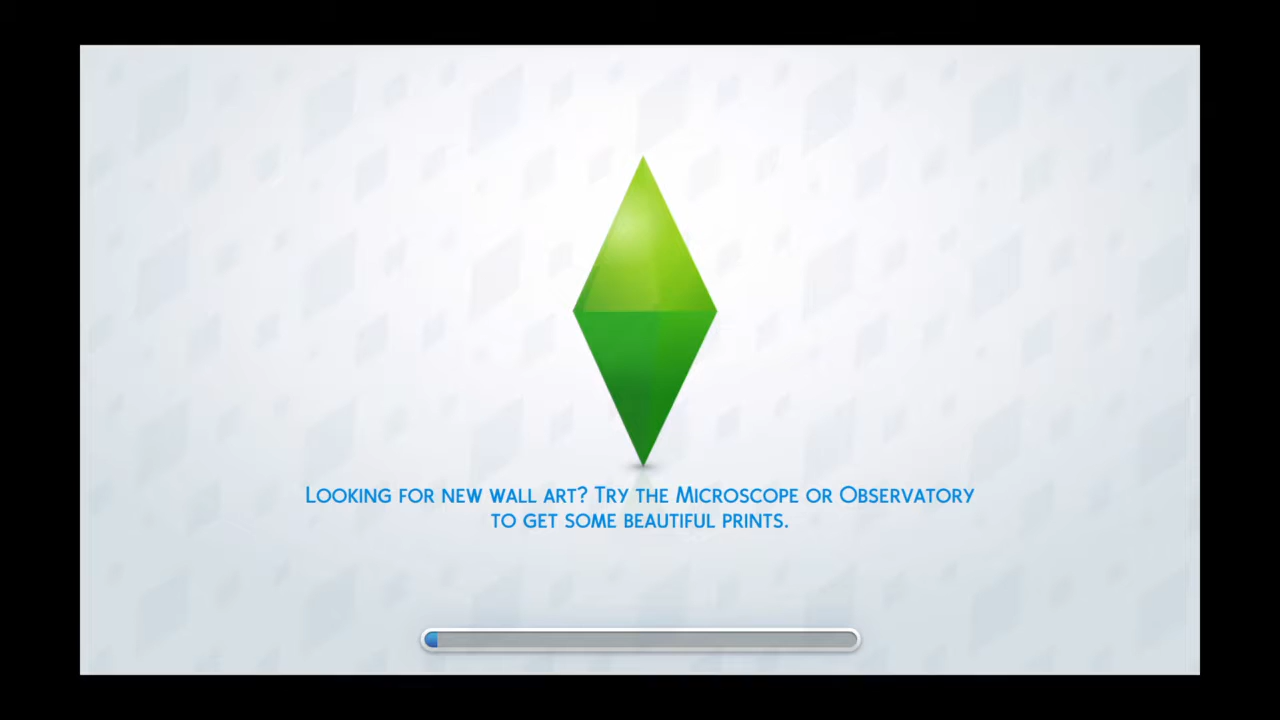 Looking for new wall art? Try the Microscope or Observatory
to get some beautiful prints.